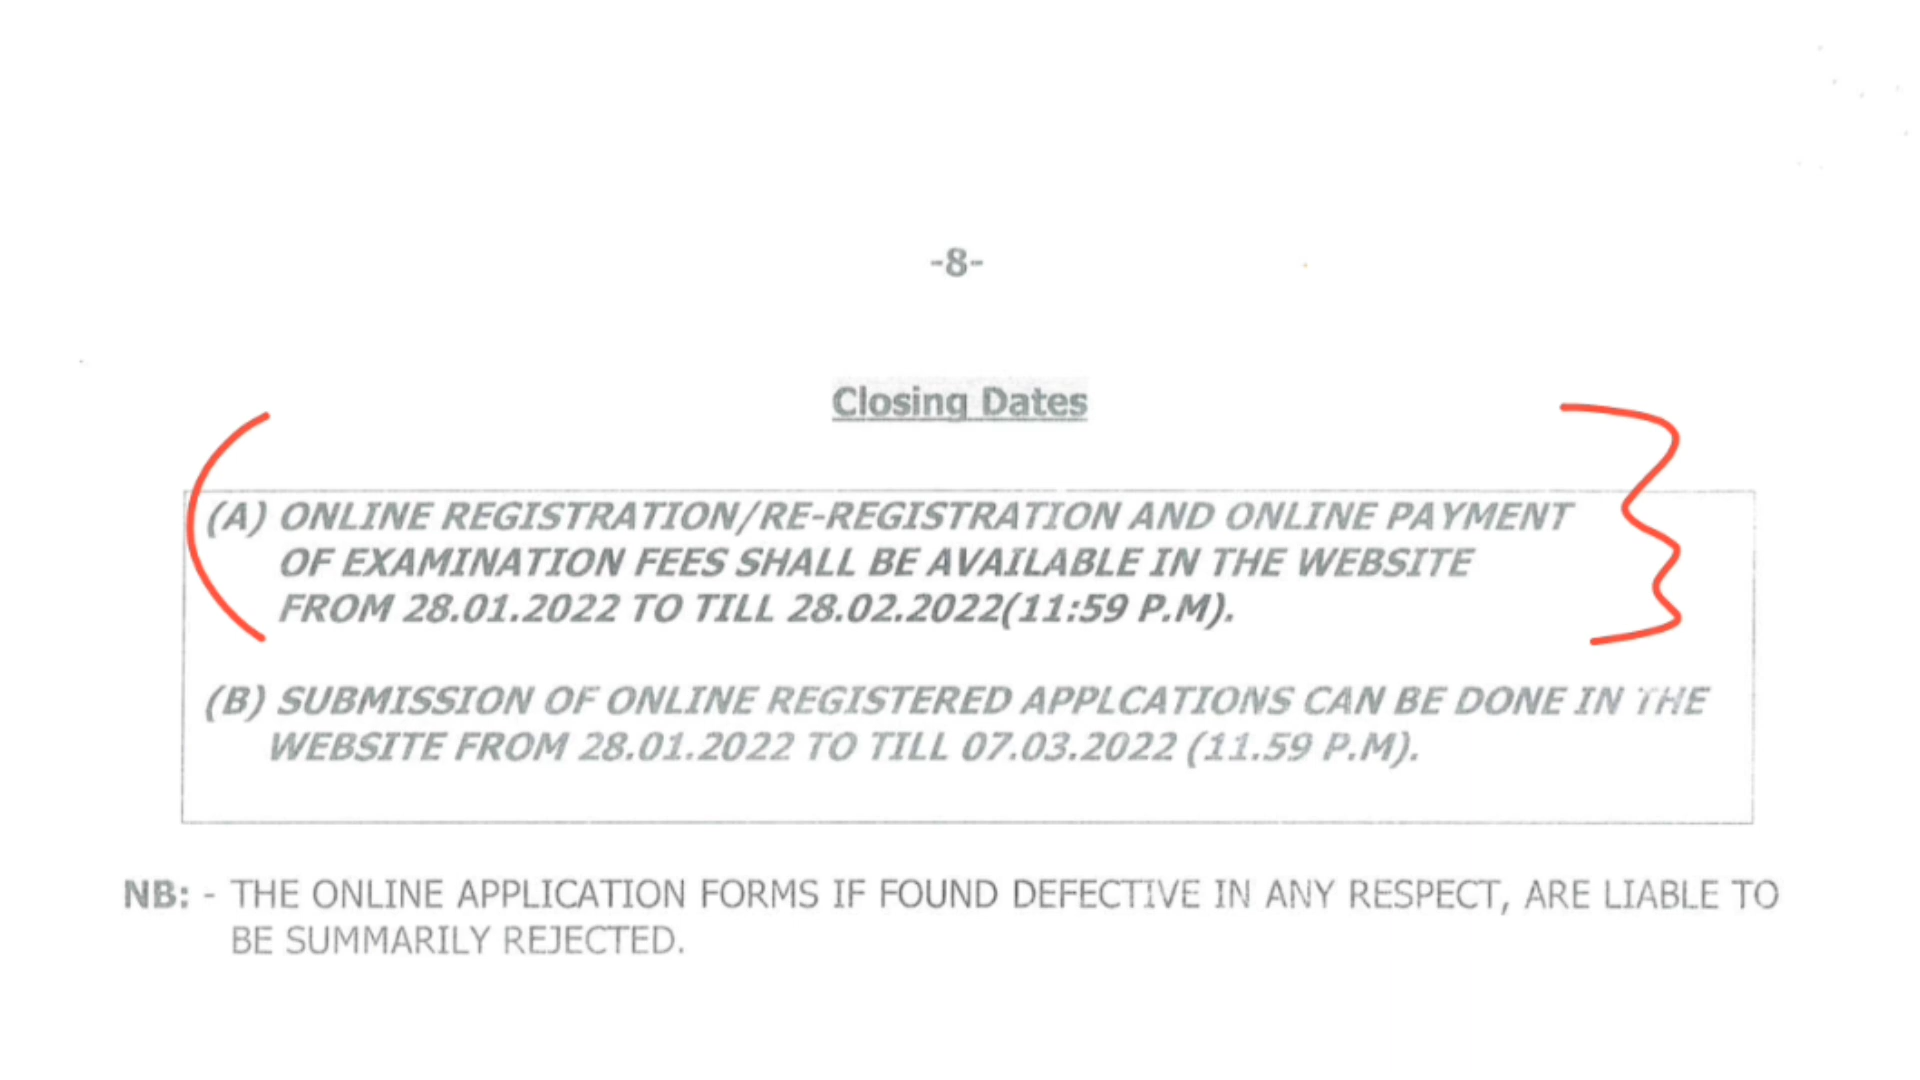 -8-
Closing Dates
(A) ONLINE REGISTRATION/RE-REGISTRATION AND ONLINE PAYMENT
OF EXAMINATION FEES SHALL BE AVAILABLE IN THE WEBSITE
FROM 28.01.2022 TO TILL 28.02.2022(11:59 P.M).
(B) SUBMISSION OF ONLINE REGISTERED APPLCATIONS CAN BE DONE IN THE
WEBSITE FROM 28.01.2022 TO TILL 07.03.2022 (11.59 P.M).
NB: - THE ONLINE APPLICATION FORMS IF FOUND DEFECTIVE IN ANY RESPECT, ARE LIABLE TO
BE SUMMARILY REJECTED.